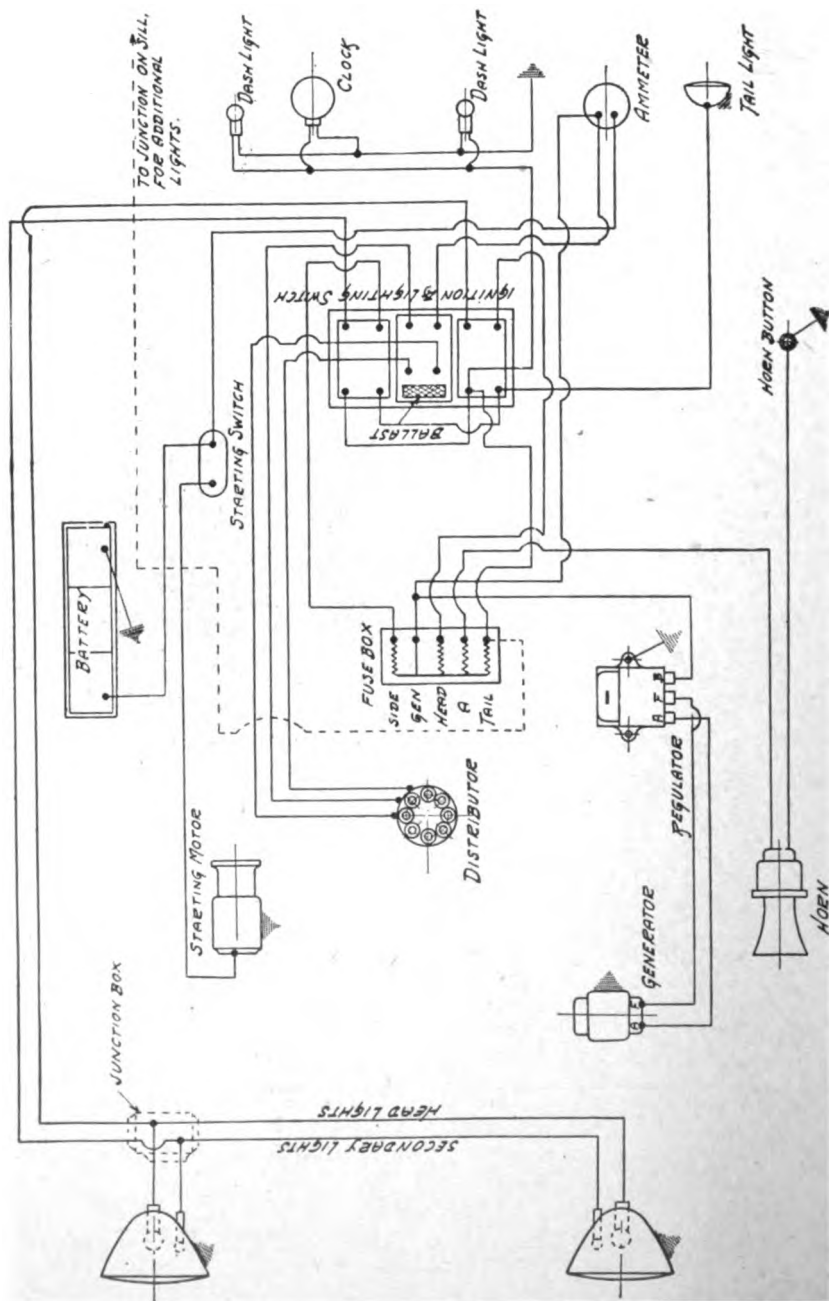 TO JUNCTION ON SILL,
FOR ADDITIONAL
LIGHTS.
DASH LIGHT
CLOCK
DASH LIGHT
AMMETER
TAIL LIGHT
IGNITION & LIGHTING SWITCH
BALLAST
STARTING SWITCH
BATTERY
HORN BUTTON
FUSE BOX
SIDE
GEN
HEAD
A
TAIL
STARTING MOTOR
DISTRIBUTOR
A F B
REGULATOR
GENERATOR
A F
HORN
JUNCTION BOX
HEAD LIGHTS
SECONDARY LIGHTS